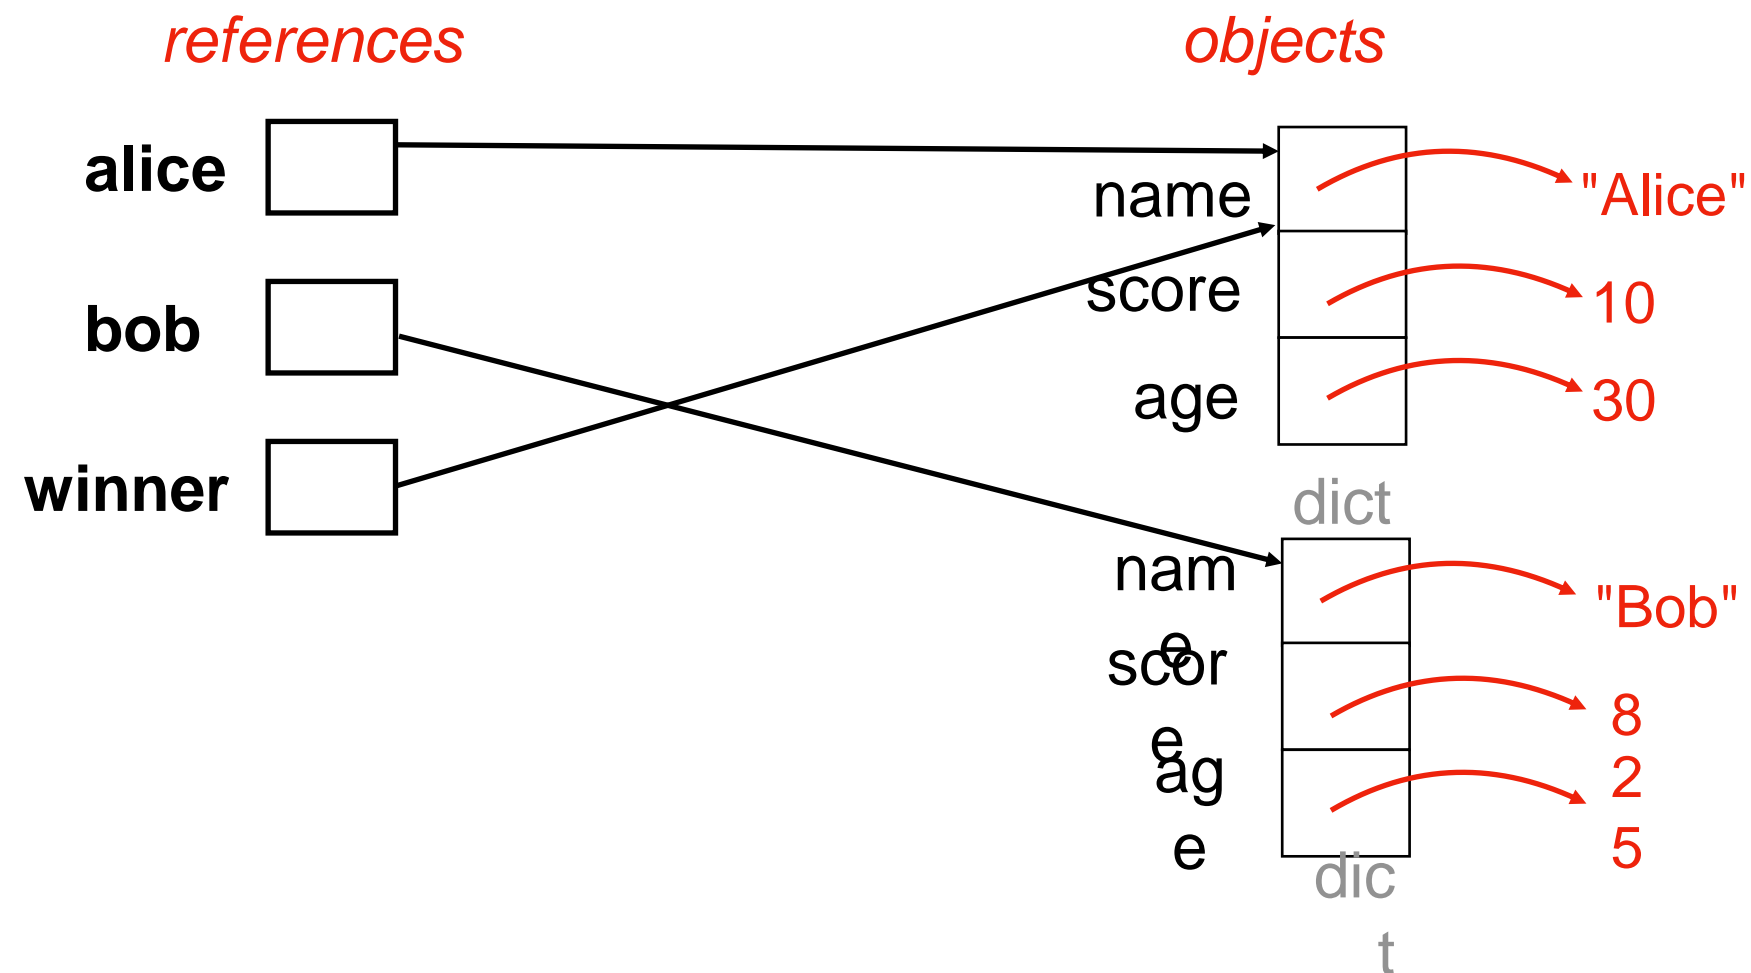 references
objects
alice
name
"Alice"
score
10
bob
age
30
winner
dict
nam
e
"Bob"
scor
e
8
ag
e
2
5
dic
t